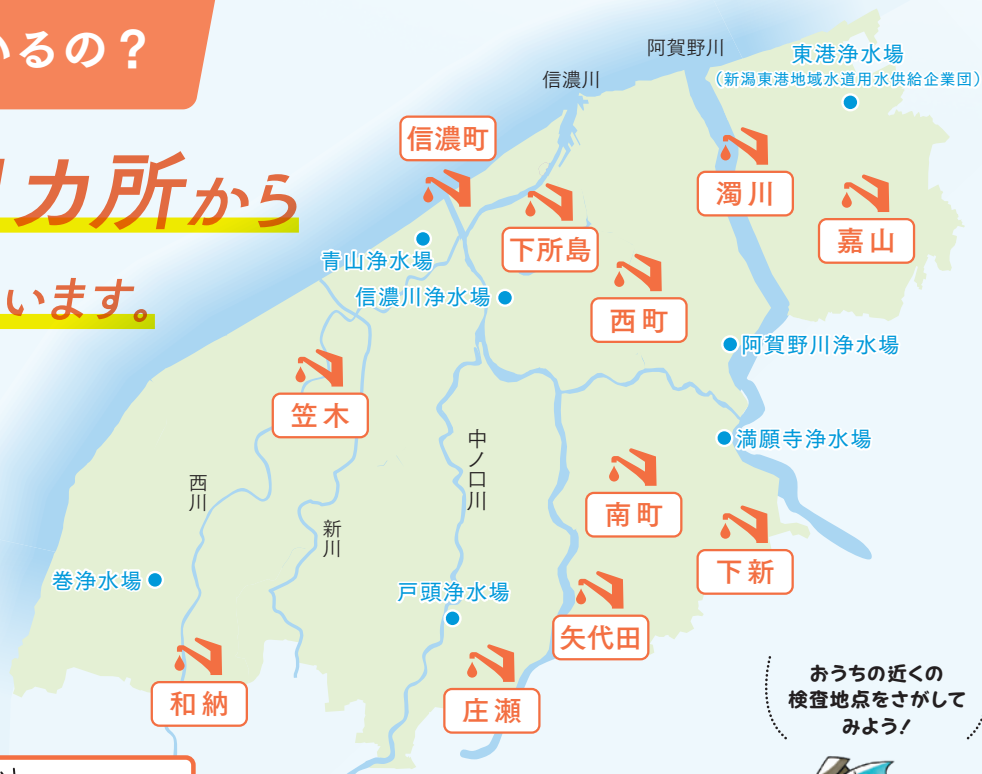 いるの？
阿賀野川
東港浄水場
（新潟東港地域水道用水供給企業団）
信濃川
信濃町
カ所から
濁川
嘉山
下所島
青山浄水場
います。
信濃川浄水場
西町
阿賀野川浄水場
笠木
満願寺浄水場
中ノ口川
西川
南町
新川
下新
巻浄水場
戸頭浄水場
矢代田
おうちの近くの
検査地点をさがして
みよう!
和納
庄瀬